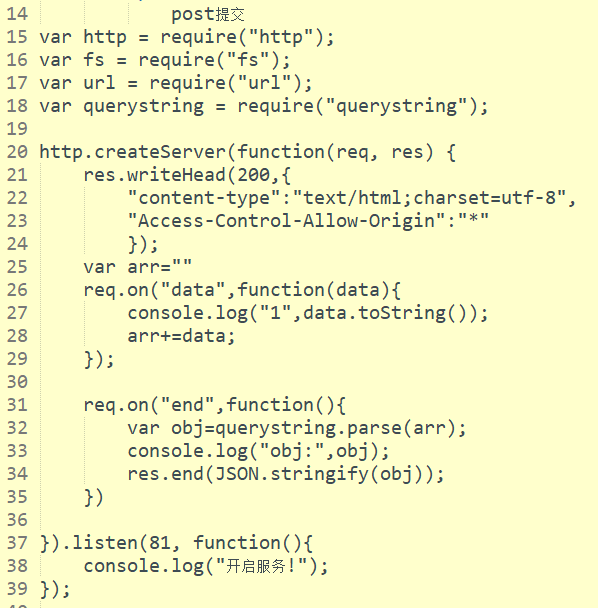 14             post提交
15 var http = require("http");
16 var fs = require("fs");
17 var url = require("url");
18 var querystring = require("querystring");
19
20 http.createServer(function(req, res) {
21     res.writeHead(200,{
22         "content-type":"text/html;charset=utf-8",
23         "Access-Control-Allow-Origin":"*"
24         });
25     var arr=""
26     req.on("data",function(data){
27         console.log("1",data.toString());
28         arr+=data;
29     });
30
31     req.on("end",function(){
32         var obj=querystring.parse(arr);
33         console.log("obj:",obj);
34         res.end(JSON.stringify(obj));
35     })
36
37 }).listen(81, function(){
38     console.log("开启服务!");
39 });